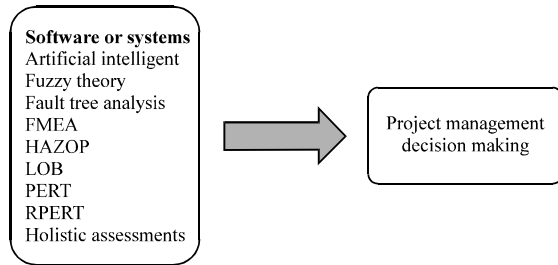 Software or systems
Artificial intelligent
Fuzzy theory
Fault tree analysis
FMEA
HAZOP
LOB
PERT
RPERT
Holistic assessments
Project management
decision making